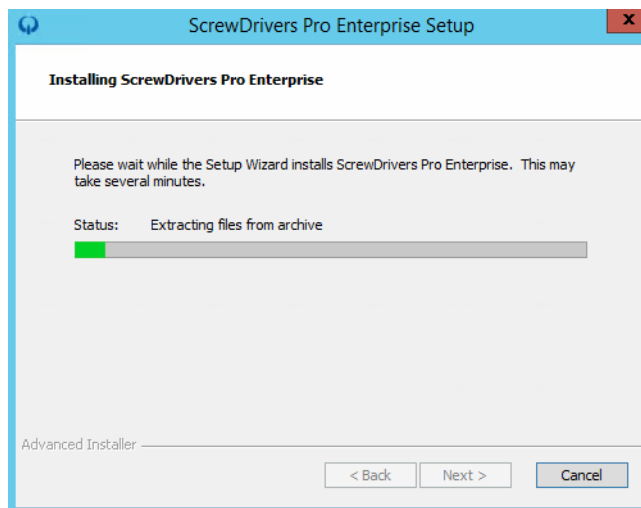 ScrewDrivers Pro Enterprise Setup
x
Installing ScrewDrivers Pro Enterprise
Please wait while the Setup Wizard installs ScrewDrivers Pro Enterprise. This may
take several minutes.
Status: Extracting files from archive
Advanced Installer
< Back Next > Cancel